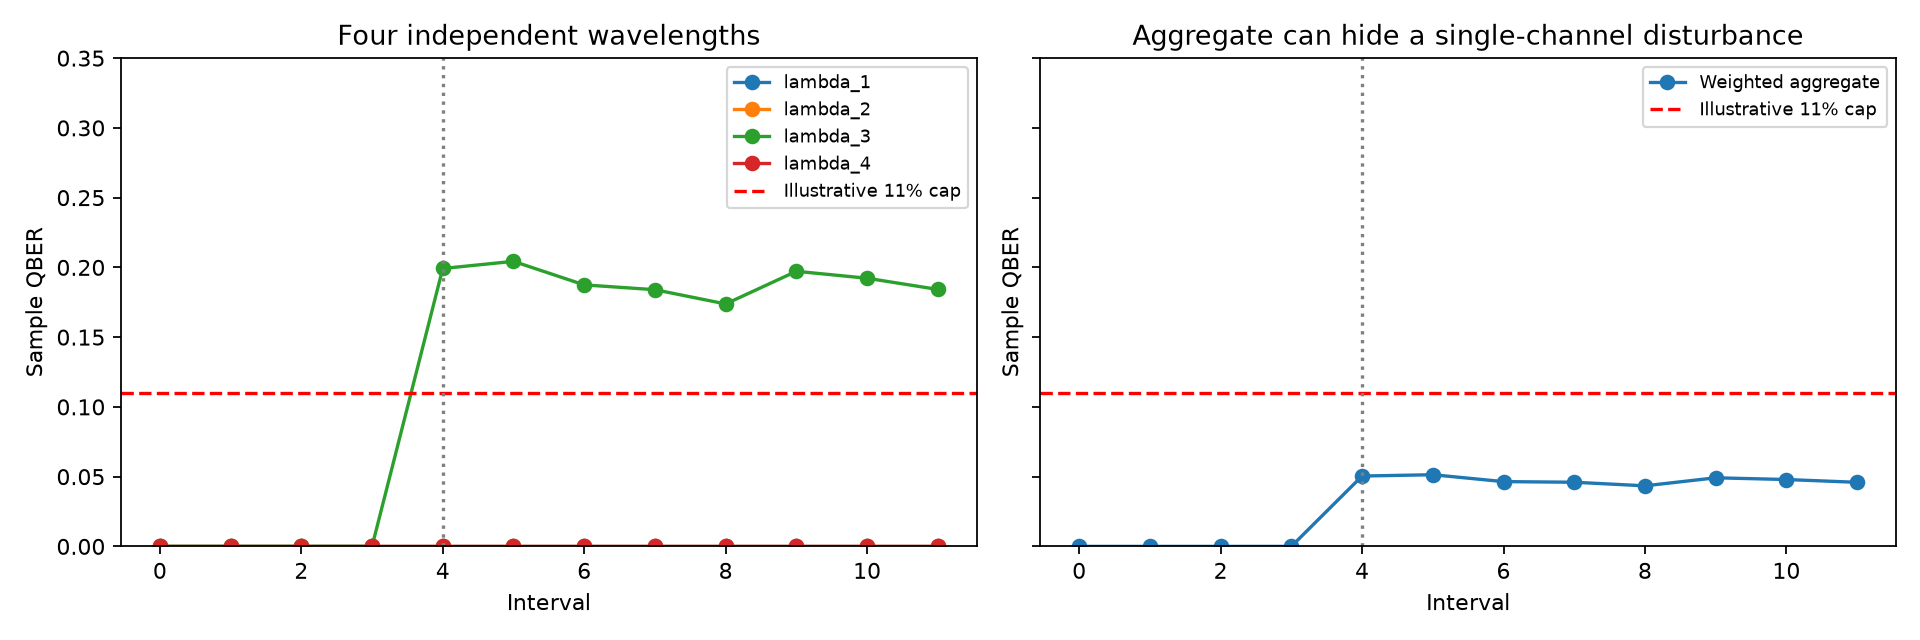 Four independent wavelengths
0.35
0.30
0.25
0.20
0.15
0.10
0.05
0.00
Sample QBER
lambda_1
lambda_2
lambda_3
lambda_4
Illustrative 11% cap
0 2 4 6 8 10
Interval
Aggregate can hide a single-channel disturbance
Sample QBER
Weighted aggregate
Illustrative 11% cap
0 2 4 6 8 10
Interval